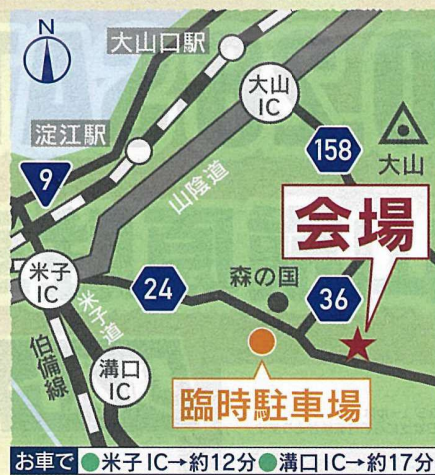 N
大山口駅
大山
IC
淀江駅
158
大山
9
山陰道
会場
米子
IC
24
森の国
36
米子道
伯備線
溝口
IC
臨時駐車場
お車で ●米子IC→約12分 ●溝口IC→約17分